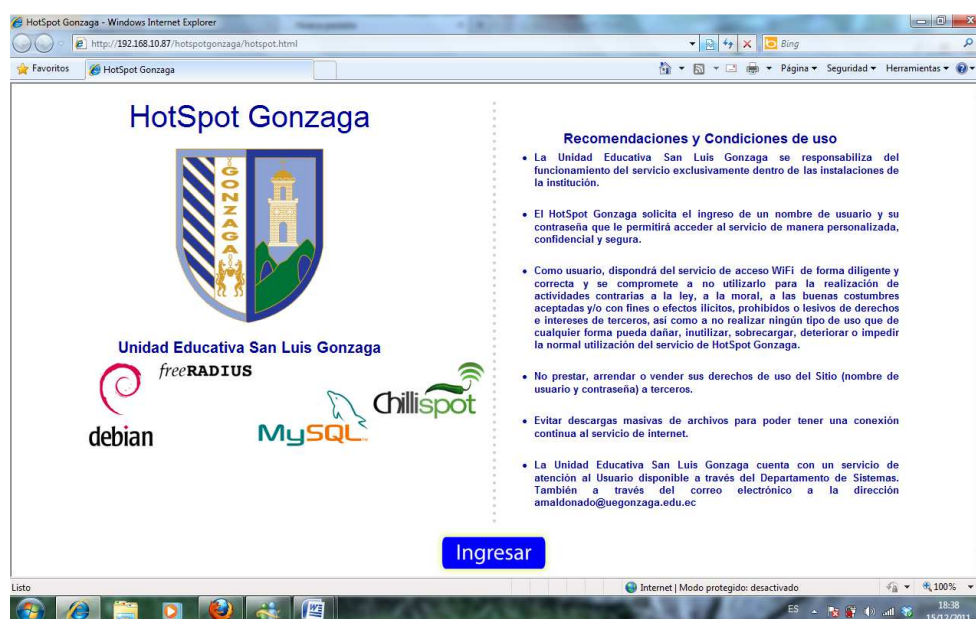 HotSpot Gonzaga - Windows Internet Explorer
http://192.168.10.87/hotspotgonzaga/hotspot.html
Bing
Favoritos
HotSpot Gonzaga
Página
Seguridad
Herramientas
HotSpot Gonzaga
GONZAGA
Unidad Educativa San Luis Gonzaga
freeRADIUS
debian
MySQL
Chillispot
Recomendaciones y Condiciones de uso
• La Unidad Educativa San Luis Gonzaga se responsabiliza del
funcionamiento del servicio exclusivamente dentro de las instalaciones de
la institución.
• El HotSpot Gonzaga solicita el ingreso de un nombre de usuario y su
contraseña que le permitirá acceder al servicio de manera personalizada,
confidencial y segura.
• Como usuario, dispondrá del servicio de acceso WiFi de forma diligente y
correcta y se compromete a no utilizarlo para la realización de
actividades contrarias a la ley, a la moral, a las buenas costumbres
aceptadas y/o con fines o efectos ilícitos, prohibidos o lesivos de derechos
e intereses de terceros, así como a no realizar ningún tipo de uso que de
cualquier forma pueda dañar, inutilizar, sobrecargar, deteriorar o impedir
la normal utilización del servicio de HotSpot Gonzaga.
• No prestar, arrendar o vender sus derechos de uso del Sitio (nombre de
usuario y contraseña) a terceros.
• Evitar descargas masivas de archivos para poder tener una conexión
continua al servicio de internet.
• La Unidad Educativa San Luis Gonzaga cuenta con un servicio de
atención al Usuario disponible a través del Departamento de Sistemas.
También a través del correo electrónico a la dirección
amaldonado@uegonzaga.edu.ec
Ingresar
Listo
Internet | Modo protegido: desactivado
100%
ES
18:38
15/12/2011